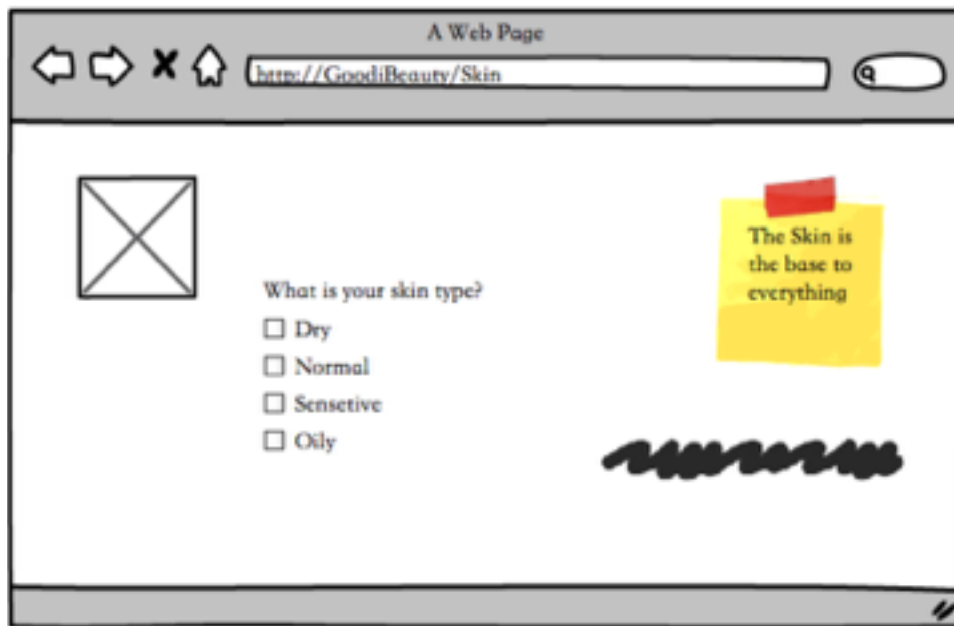 A Web Page
http://GoodiBeauty/Skin
What is your skin type?
Dry
Normal
Sensetive
Oily
The Skin is
the base to
everything